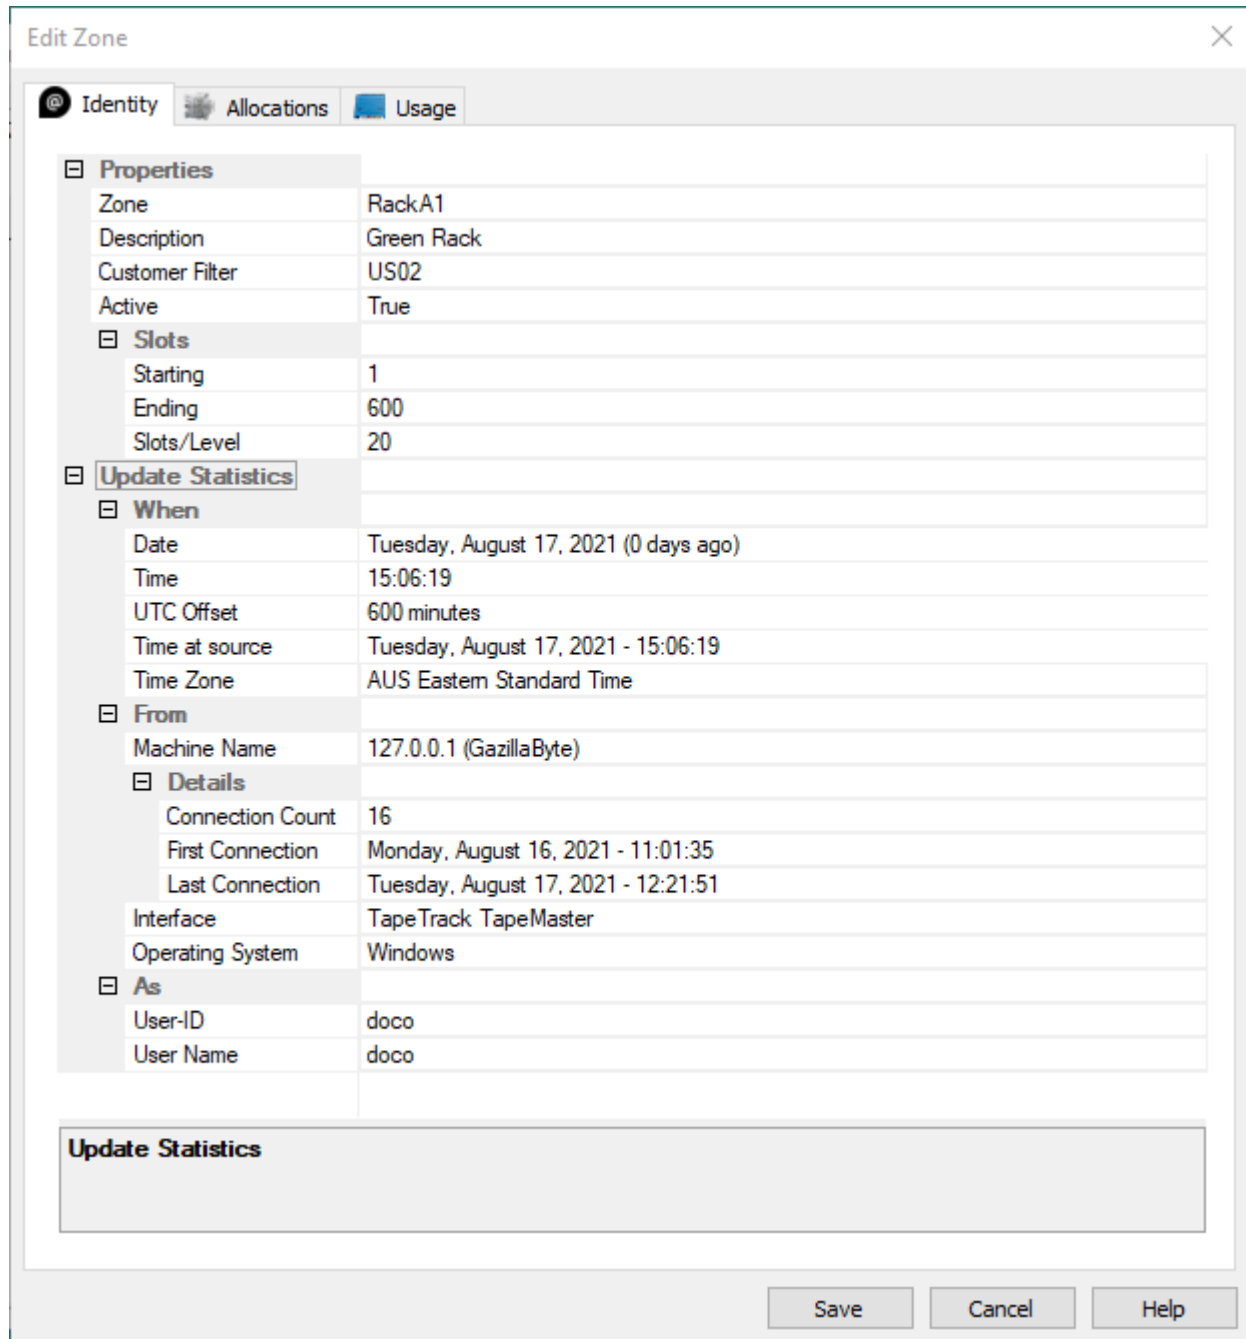 Edit Zone
Identity Allocations Usage
Properties
Zone RackA1
Description Green Rack
Customer Filter US02
Active True
Slots
Starting 1
Ending 600
Slots/Level 20
Update Statistics
When
Date Tuesday, August 17, 2021 (0 days ago)
Time 15:06:19
UTC Offset 600 minutes
Time at source Tuesday, August 17, 2021 - 15:06:19
Time Zone AUS Eastern Standard Time
From
Machine Name 127.0.0.1 (GazillaByte)
Details
Connection Count 16
First Connection Monday, August 16, 2021 - 11:01:35
Last Connection Tuesday, August 17, 2021 - 12:21:51
Interface TapeTrack TapeMaster
Operating System Windows
As
User-ID doco
User Name doco
Update Statistics
Save Cancel Help